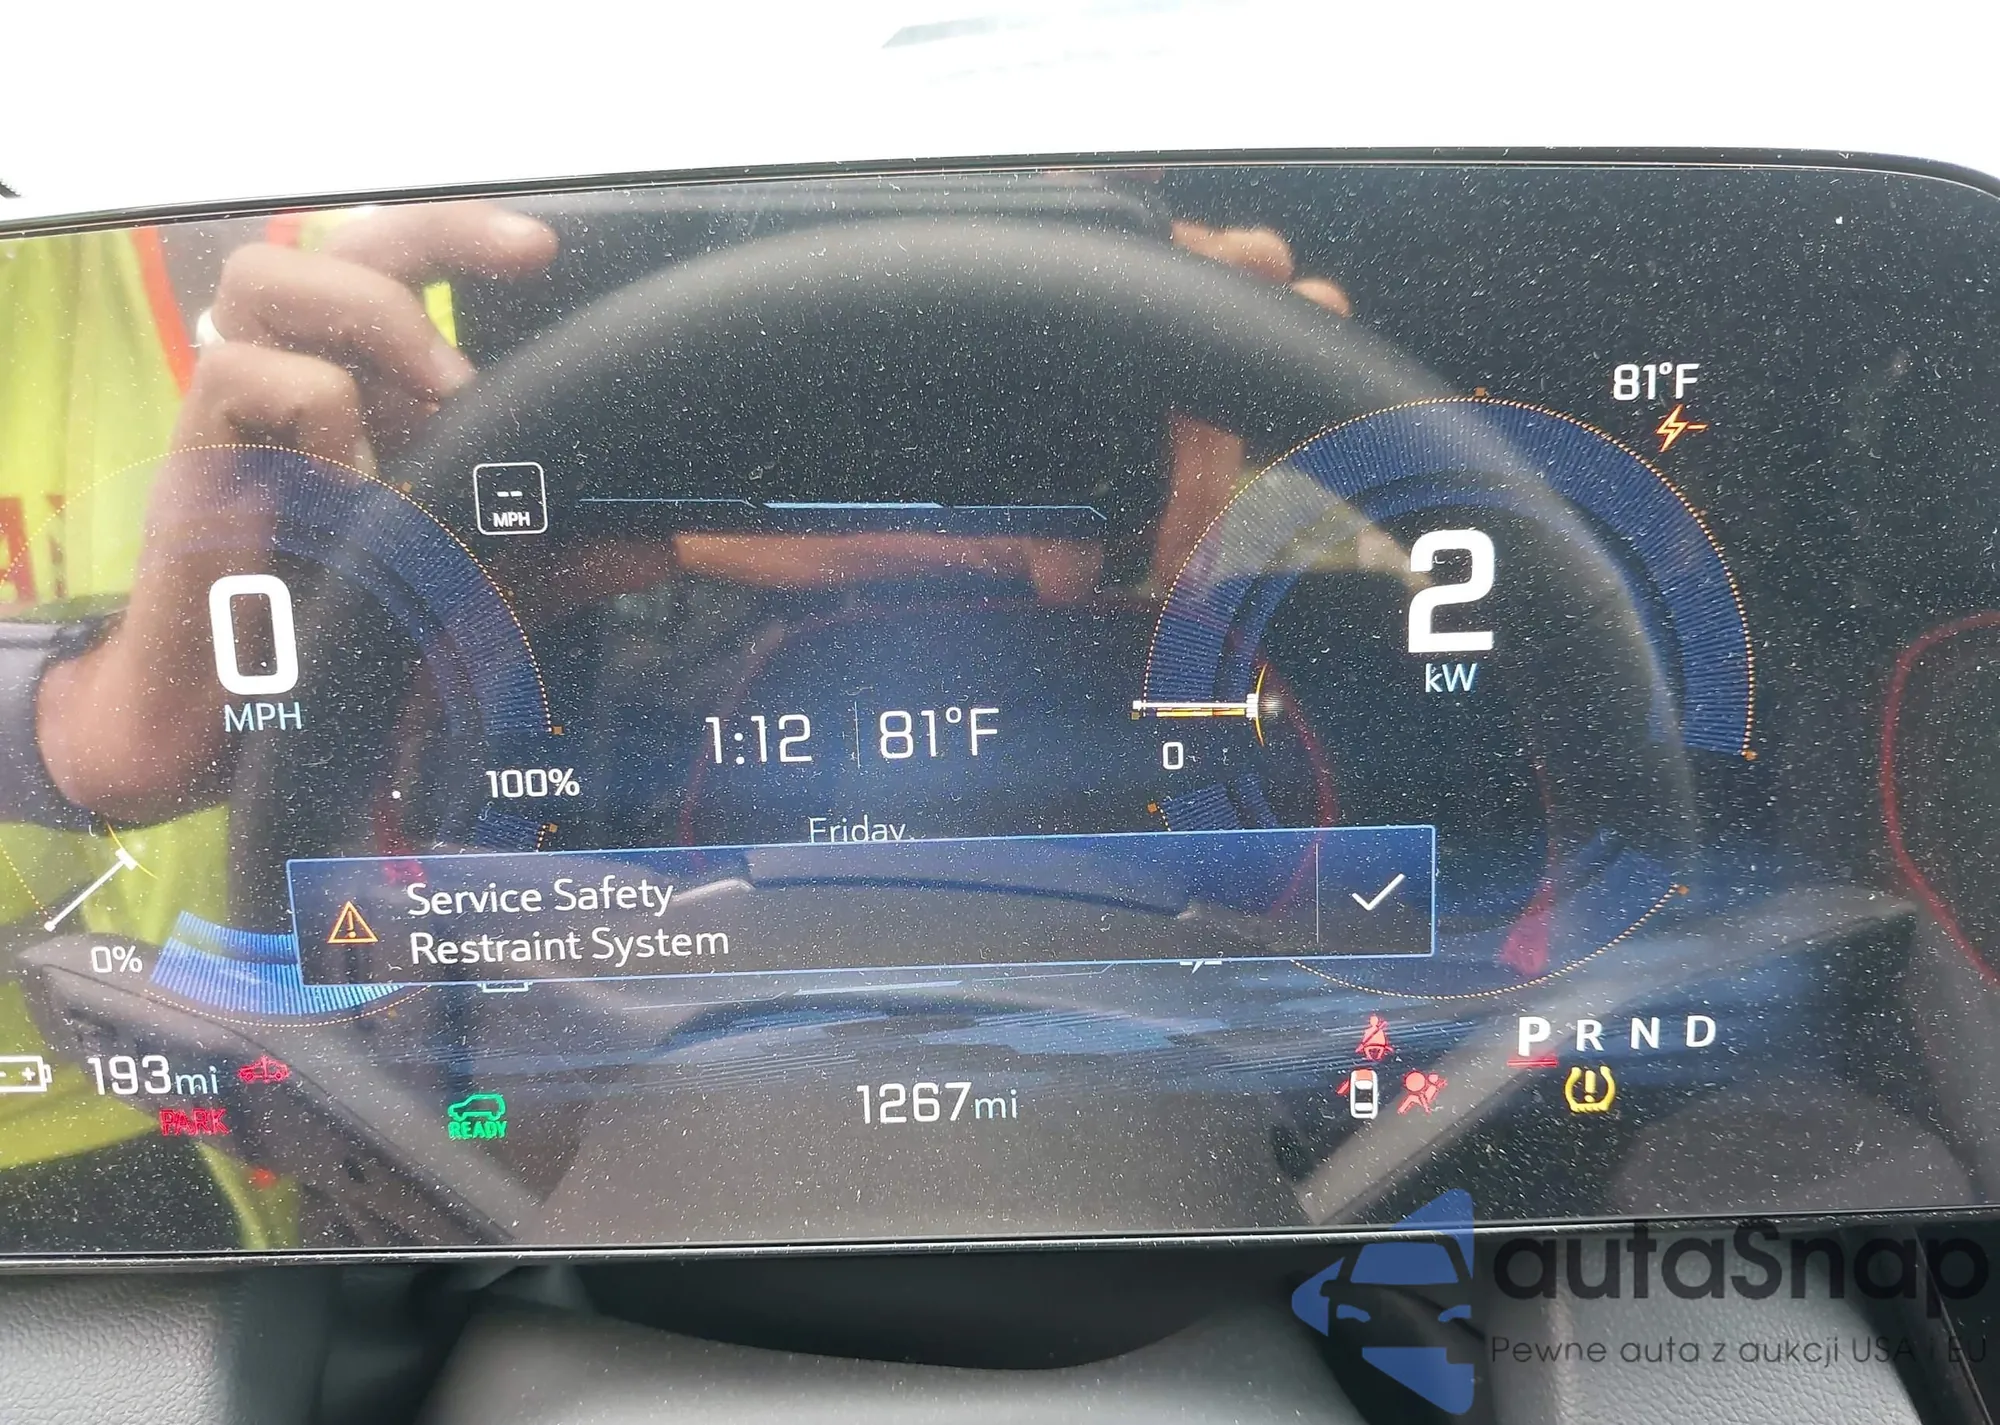 81°F
--
MPH
0
MPH
2
kW
1:12 81°F
0
100%
Friday
Service Safety
Restraint System
0%
P R N D
193mi
PARK
READY
1267mi
autaSnap
Pewne auta z aukcji USA i EU